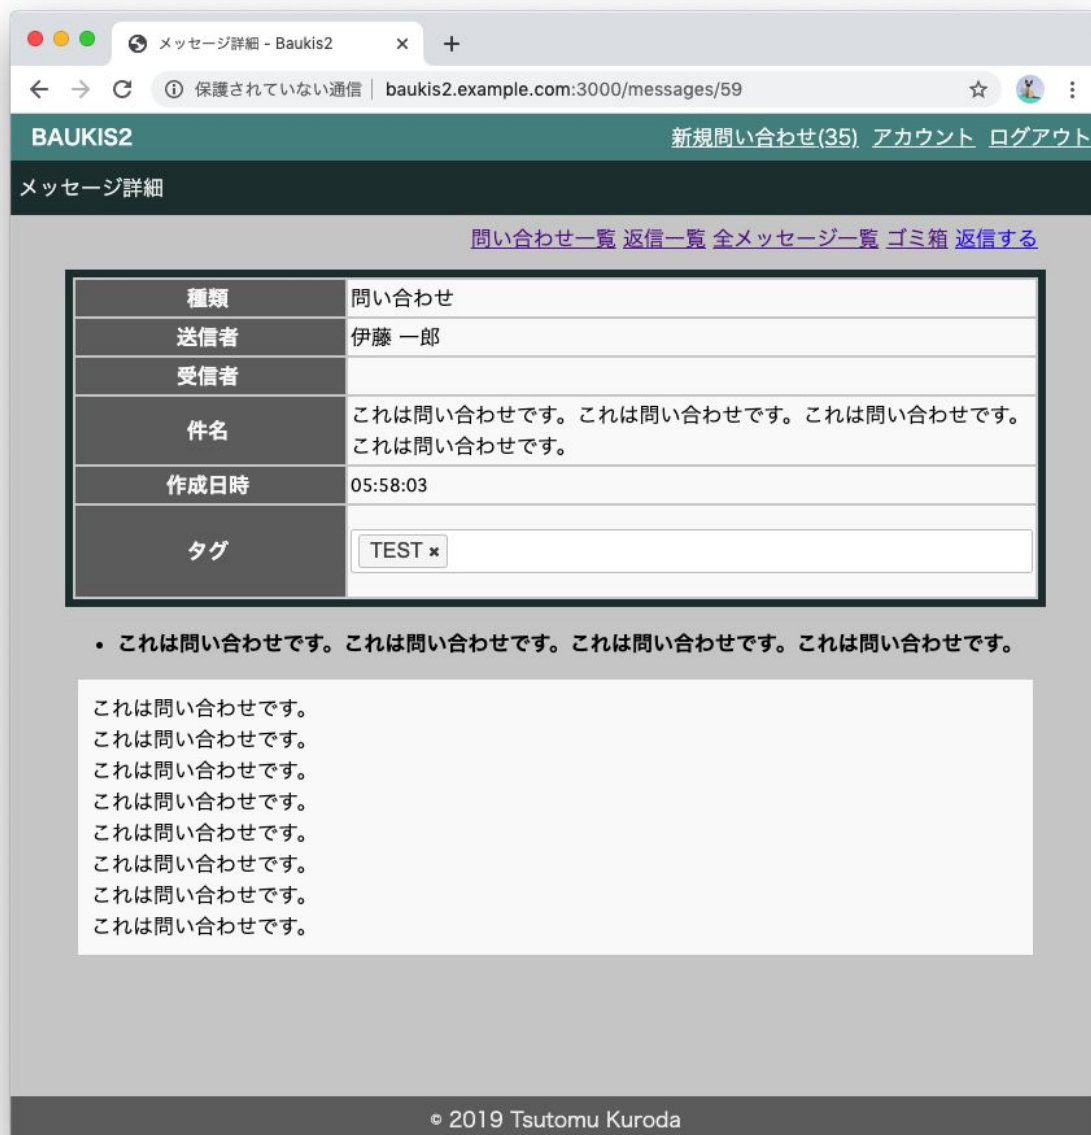 メッセージ詳細 - Baukis2
保護されていない通信 | baukis2.example.com:3000/messages/59
BAUKIS2 新規問い合わせ(35) アカウント ログアウト
メッセージ詳細
問い合わせ一覧 返信一覧 全メッセージ一覧 ゴミ箱 返信する
種類 問い合わせ
送信者 伊藤 一郎
受信者
件名 これは問い合わせです。これは問い合わせです。これは問い合わせです。
これは問い合わせです。
作成日時 05:58:03
タグ TEST ×
• これは問い合わせです。これは問い合わせです。これは問い合わせです。これは問い合わせです。
これは問い合わせです。
これは問い合わせです。
これは問い合わせです。
これは問い合わせです。
これは問い合わせです。
これは問い合わせです。
これは問い合わせです。
これは問い合わせです。
© 2019 Tsutomu Kuroda